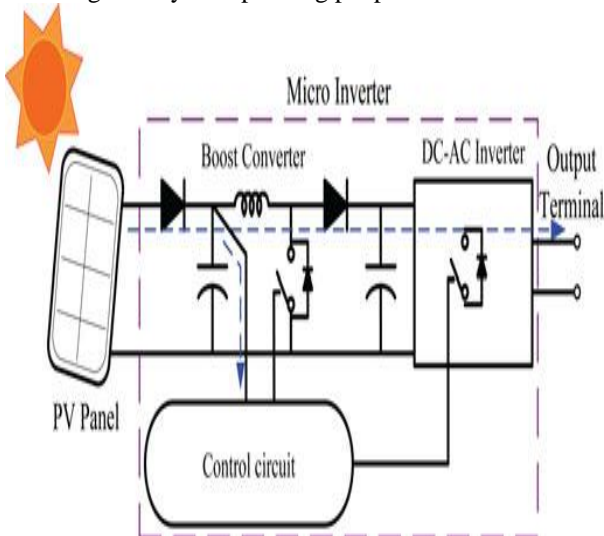 Micro Inverter
Boost Converter
DC-AC Inverter
Output
Terminal
PV Panel
Control circuit